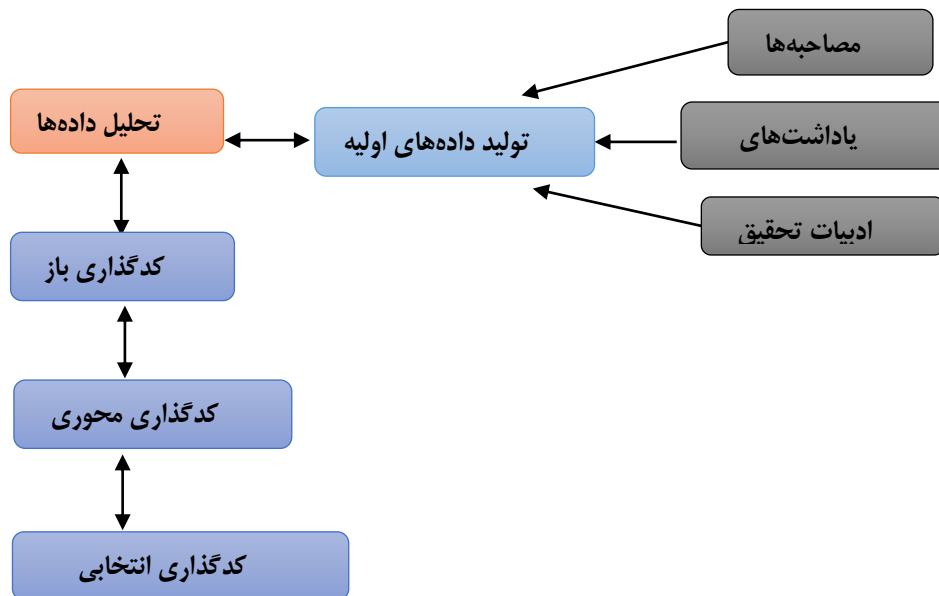 مصاحبه‌ها
یاداشت‌های
ادبیات تحقیق
تولید داده‌های اولیه
تحلیل داده‌ها
کدگذاری باز
کدگذاری محوری
کدگذاری انتخابی